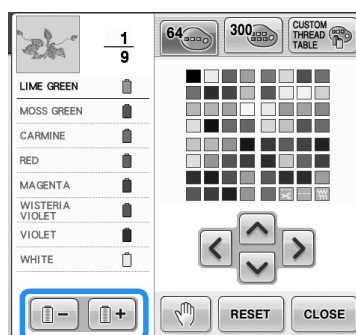 1
9
64
300
CUSTOM
THREAD
TABLE
LIME GREEN
MOSS GREEN
CARMINE
RED
MAGENTA
WISTERIA
VIOLET
VIOLET
WHITE
− +
RESET
CLOSE